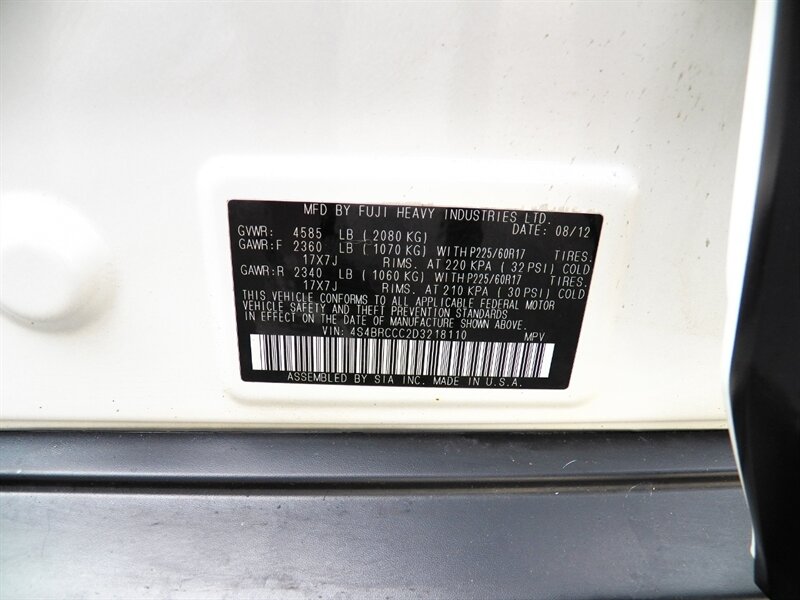 MFD BY FUJI HEAVY INDUSTRIES LTD.
DATE: 08/12
GVWR: 4585 LB ( 2080 KG)
GAWR:F 2360 LB ( 1070 KG) WITH P225/60R17 TIRES.
17X7J RIMS. AT 220 KPA ( 32 PSI) COLD
GAWR:R 2340 LB ( 1060 KG) WITH P225/60R17 TIRES.
17X7J RIMS. AT 210 KPA ( 30 PSI) COLD
THIS VEHICLE CONFORMS TO ALL APPLICABLE FEDERAL MOTOR
VEHICLE SAFETY AND THEFT PREVENTION STANDARDS
IN EFFECT ON THE DATE OF MANUFACTURE SHOWN ABOVE.
VIN: 4S4BRCCC2D3218110 MPV
ASSEMBLED BY SIA INC. MADE IN U.S.A.